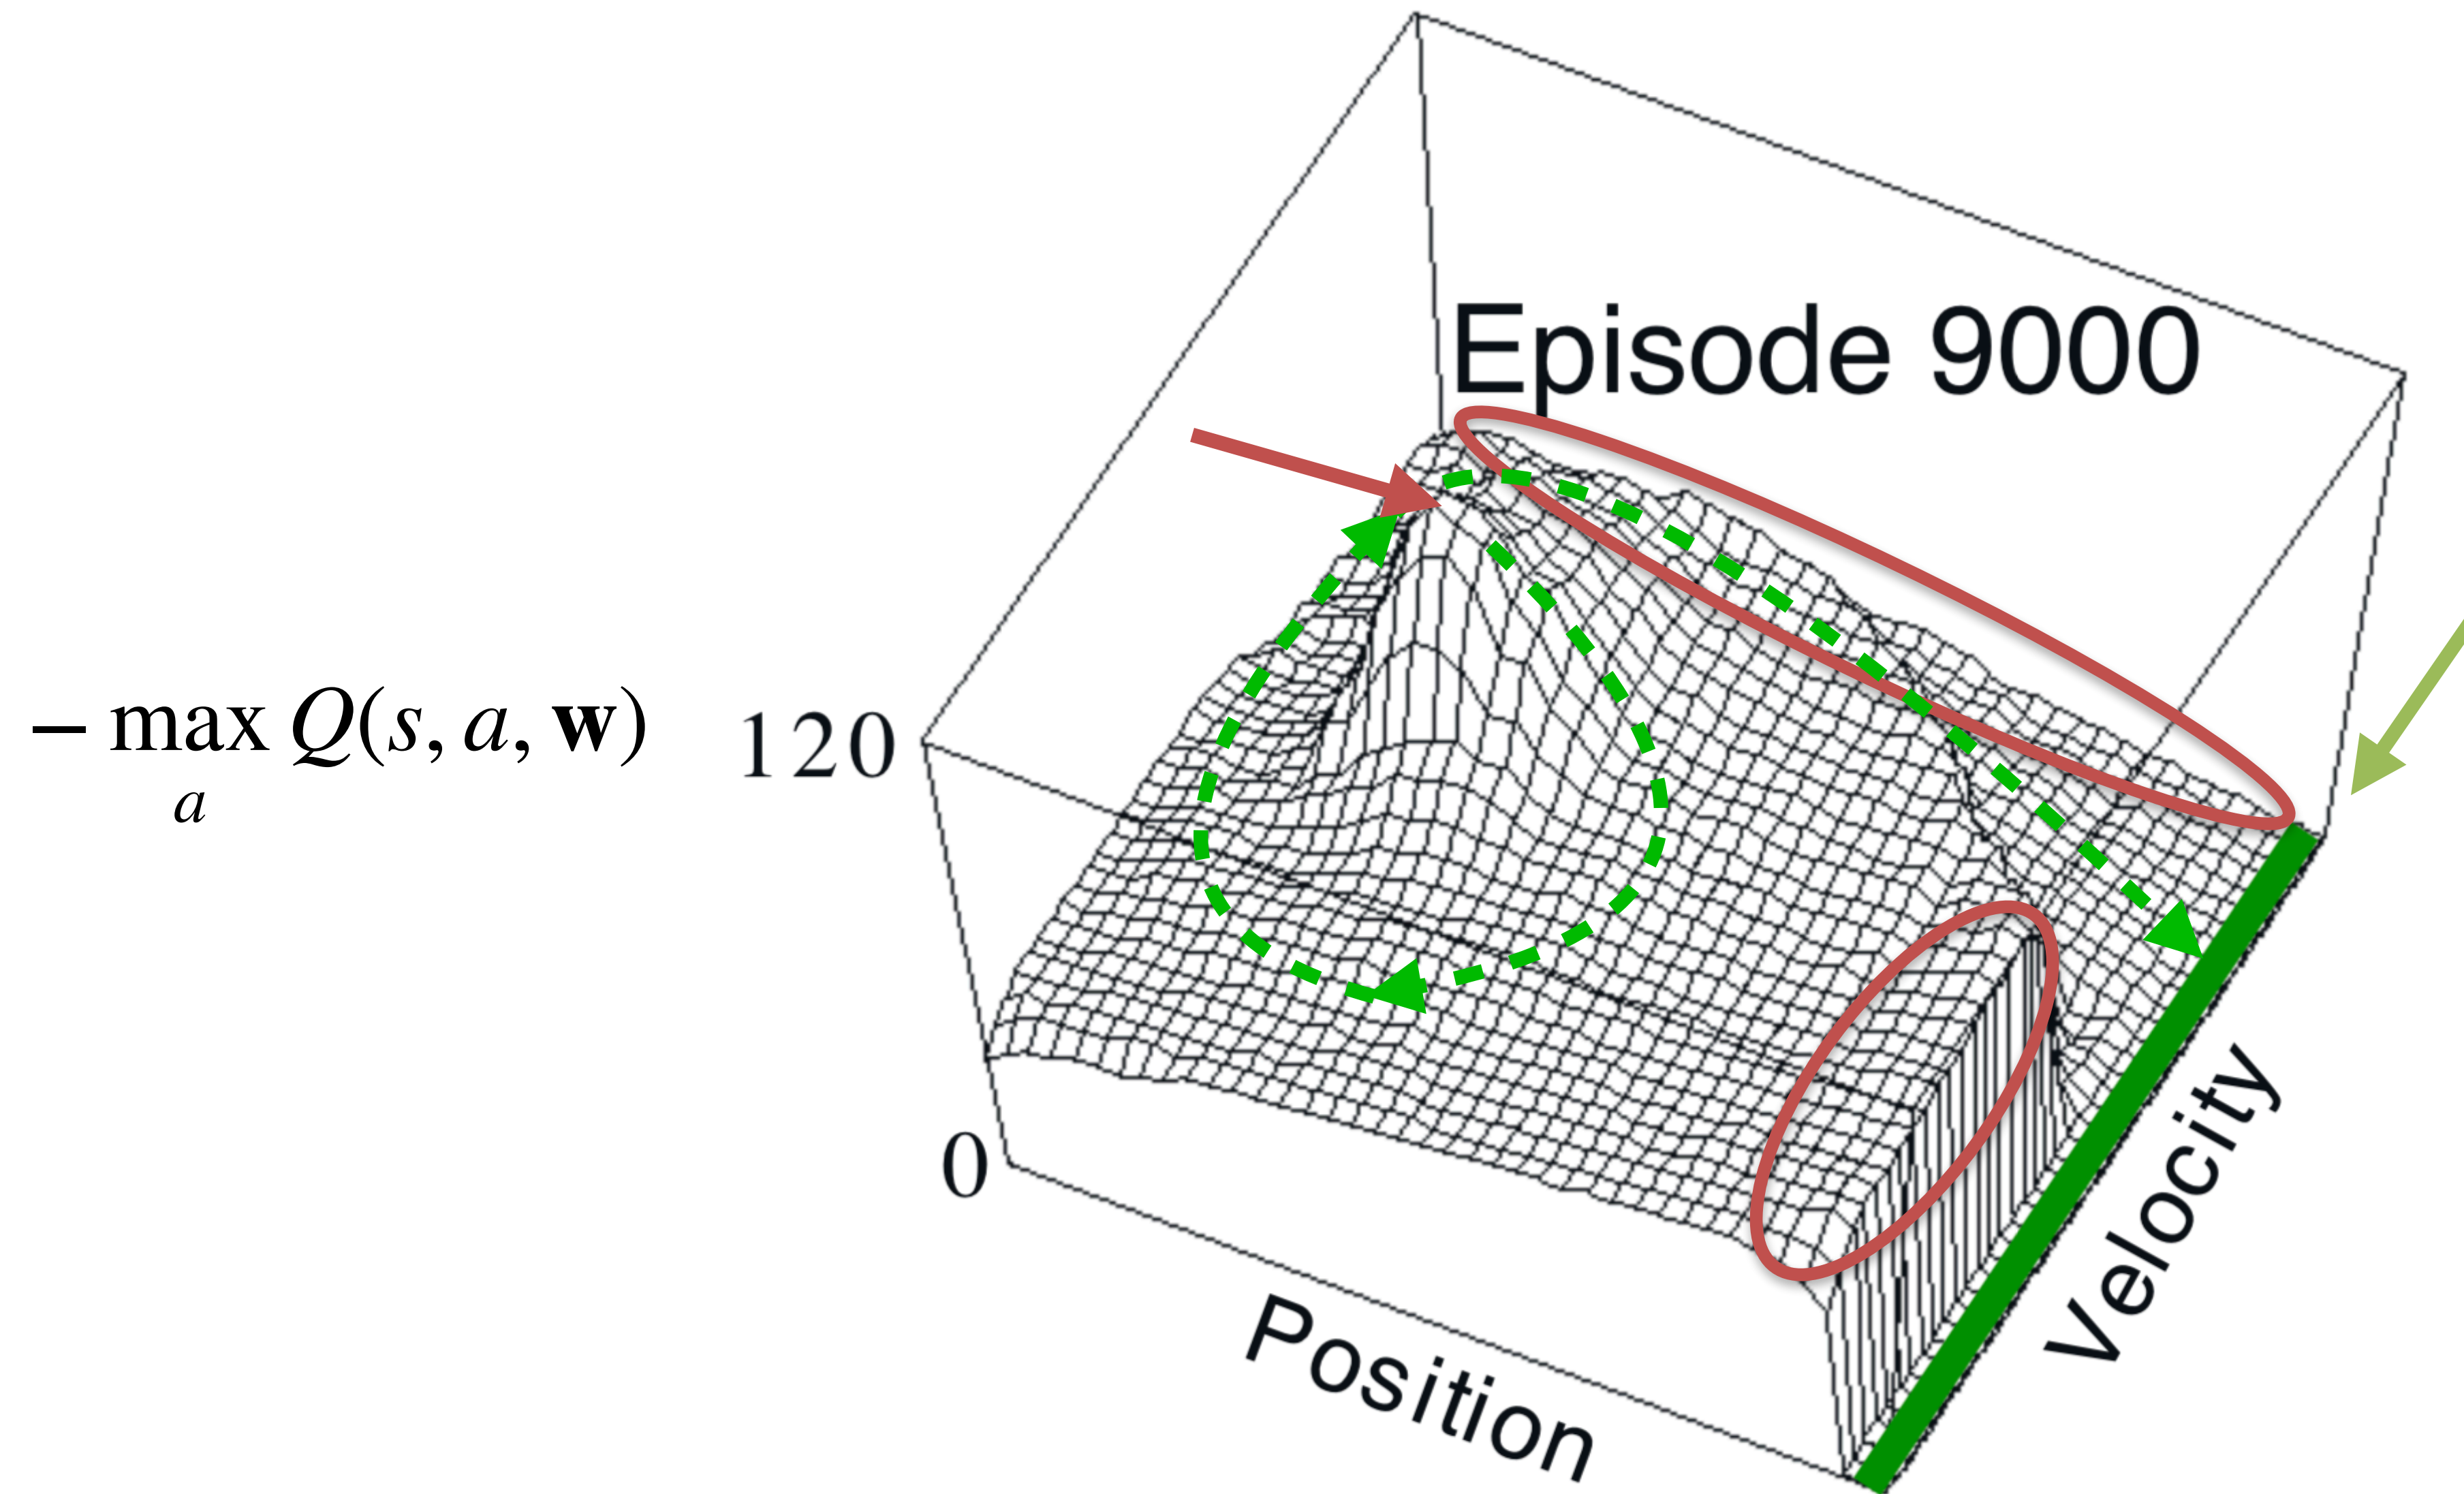 Episode 9000
− max Q(s, a, w)
a
120
0
Position
Velocity